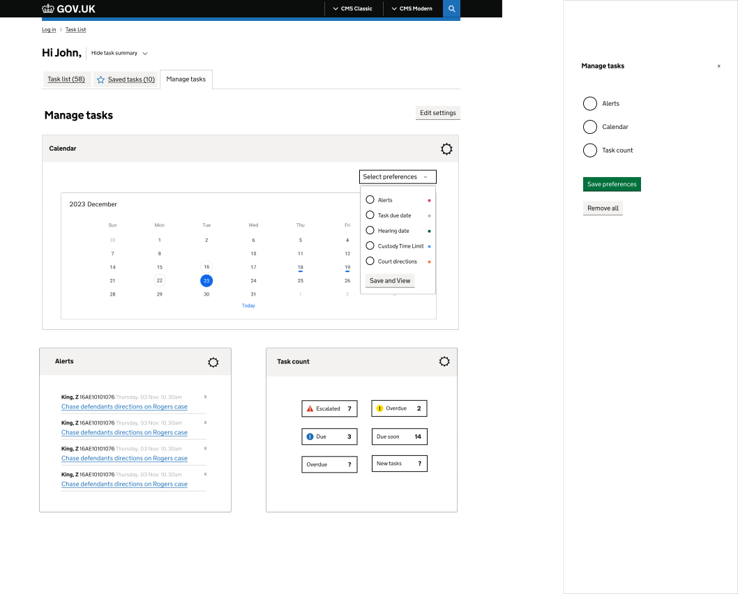 GOV.UK
CMS Classic
CMS Modern
Log in
Task List
Hi John,
Hide task summary
Task list (58)
Saved tasks (10)
Manage tasks
Manage tasks
Edit settings
Calendar
Select preferences
Alerts
Task due date
Hearing date
Custody Time Limit
Court directions
Save and View
2023 December
Sun Mon Tue Wed Thu Fri
30 1 2 3 4
7 8 10 11 12
14 15 16 17 18 19
21 22 23 24 25 26
28 29 30 31 1 2
Today
Alerts
King, Z 16AE10101076 Thursday, 03 Nov 10.30am x
Chase defendants directions on Rogers case
King, Z 16AE10101076 Thursday, 03 Nov 10.30am x
Chase defendants directions on Rogers case
King, Z 16AE10101076 Thursday, 03 Nov 10.30am x
Chase defendants directions on Rogers case
King, Z 16AE10101076 Thursday, 03 Nov 10.30am x
Chase defendants directions on Rogers case
Task count
Escalated 7
Overdue 2
Due 3
Due soon 14
Overdue ?
New tasks ?
Manage tasks x
Alerts
Calendar
Task count
Save preferences
Remove all